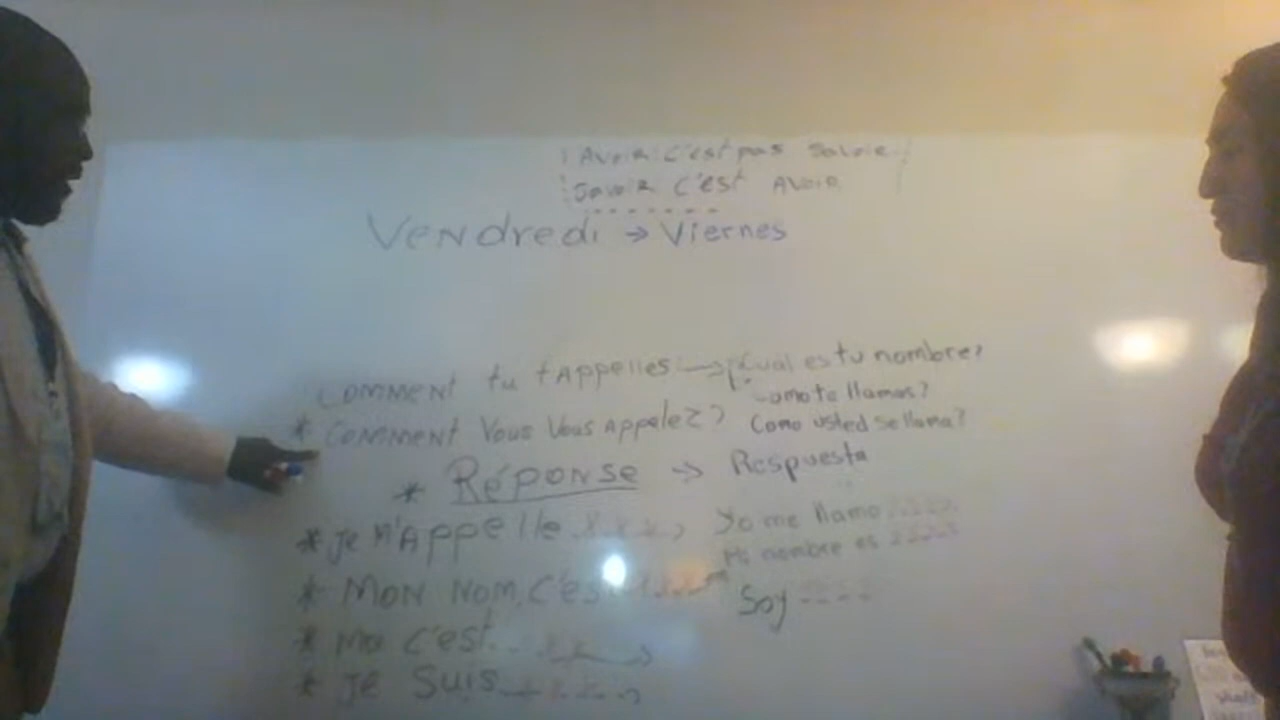 Avoir c'est pas Savoir
Savoir c'est Avoir
Vendredi → Viernes
Comment tu t'Appelles → ¿Cual es tu nombre?
Como te llamas?
* Comment Vous Vous Appelez? Como usted se llama?
* Réponse → Respuesta
* Je m'Appelle Yo me llamo
Mi nombre es
* Mon Nom, C'est
Soy ----
* Mo C'est..
* Je Suis